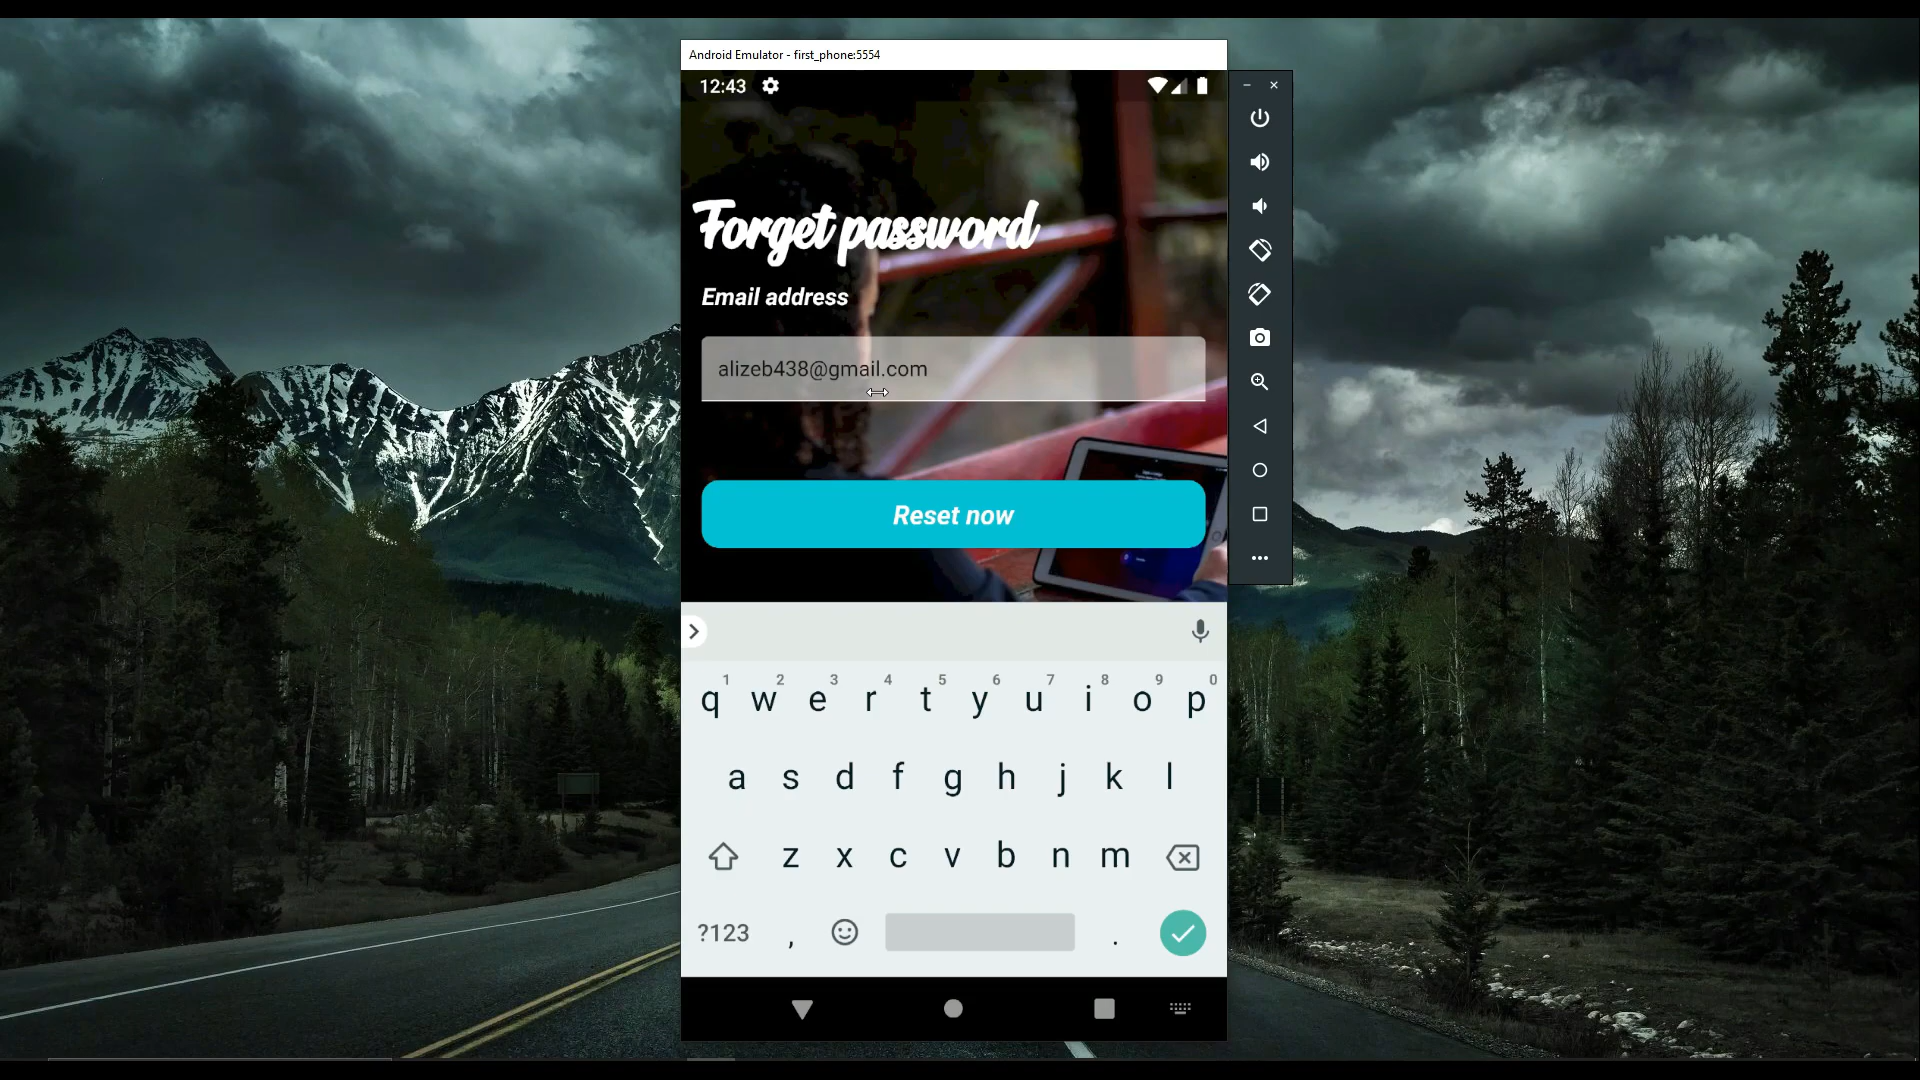 Android Emulator - first_phone:5554
12:43
Forget password
Email address
alizeb438@gmail.com
Reset now
1 2 3 4 5 6 7 8 9 0
q w e r t y u i o p
a s d f g h j k l
z x c v b n m
?123 , .